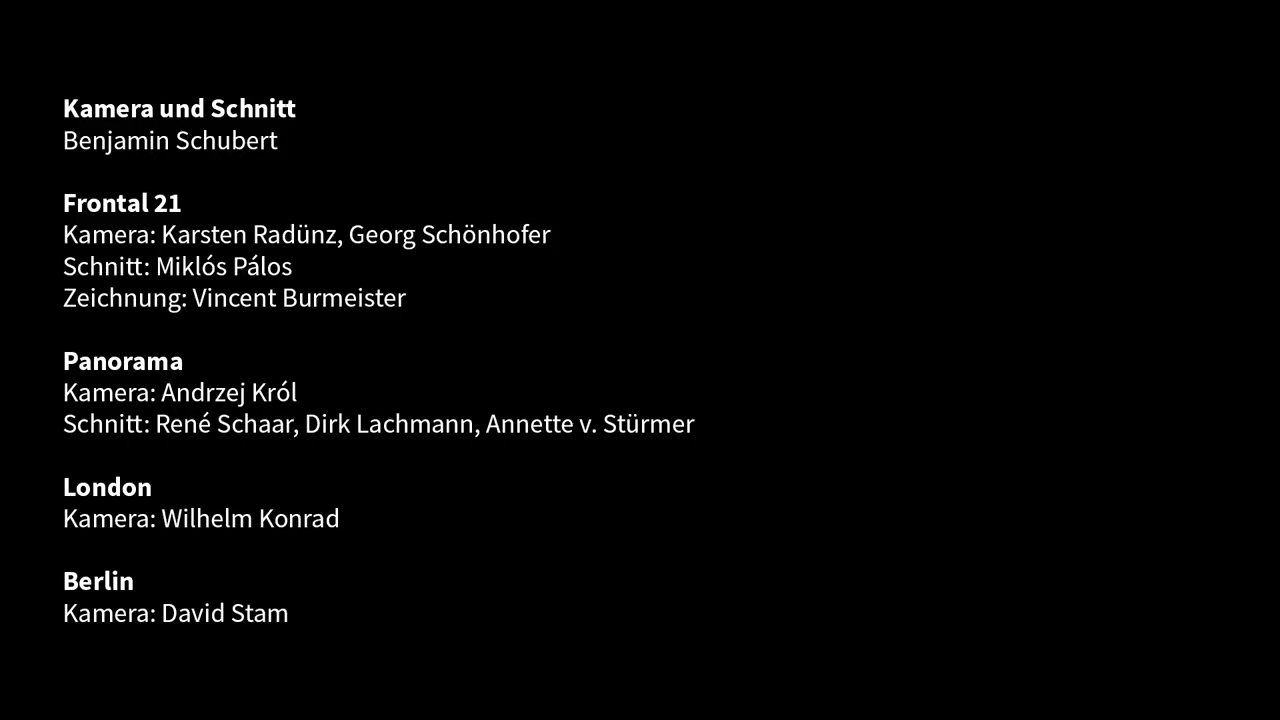 Kamera und Schnitt
Benjamin Schubert
Frontal 21
Kamera: Karsten Radünz, Georg Schönhofer
Schnitt: Miklós Pálos
Zeichnung: Vincent Burmeister
Panorama
Kamera: Andrzej Król
Schnitt: René Schaar, Dirk Lachmann, Annette v. Stürmer
London
Kamera: Wilhelm Konrad
Berlin
Kamera: David Stam